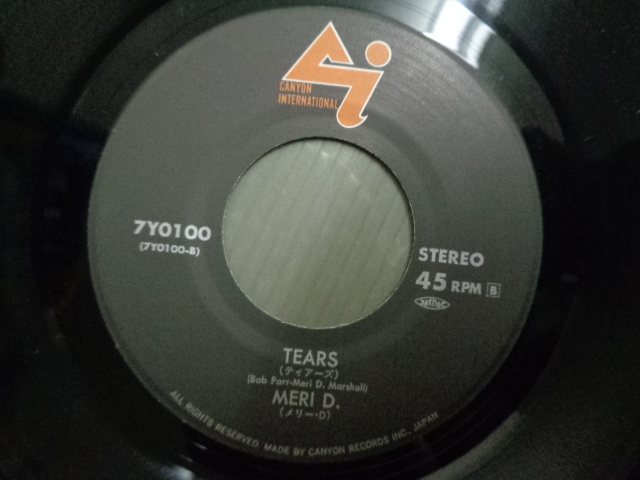 CANYON
INTERNATIONAL
7Y0100
(7Y0100-B)
STEREO
45 RPM B
TEARS
(ティアーズ)
(Bob Parr-Meri D. Marshall)
MERI D.
(メリー・D)
ALL RIGHTS RESERVED. MADE BY CANYON RECORDS INC., JAPAN